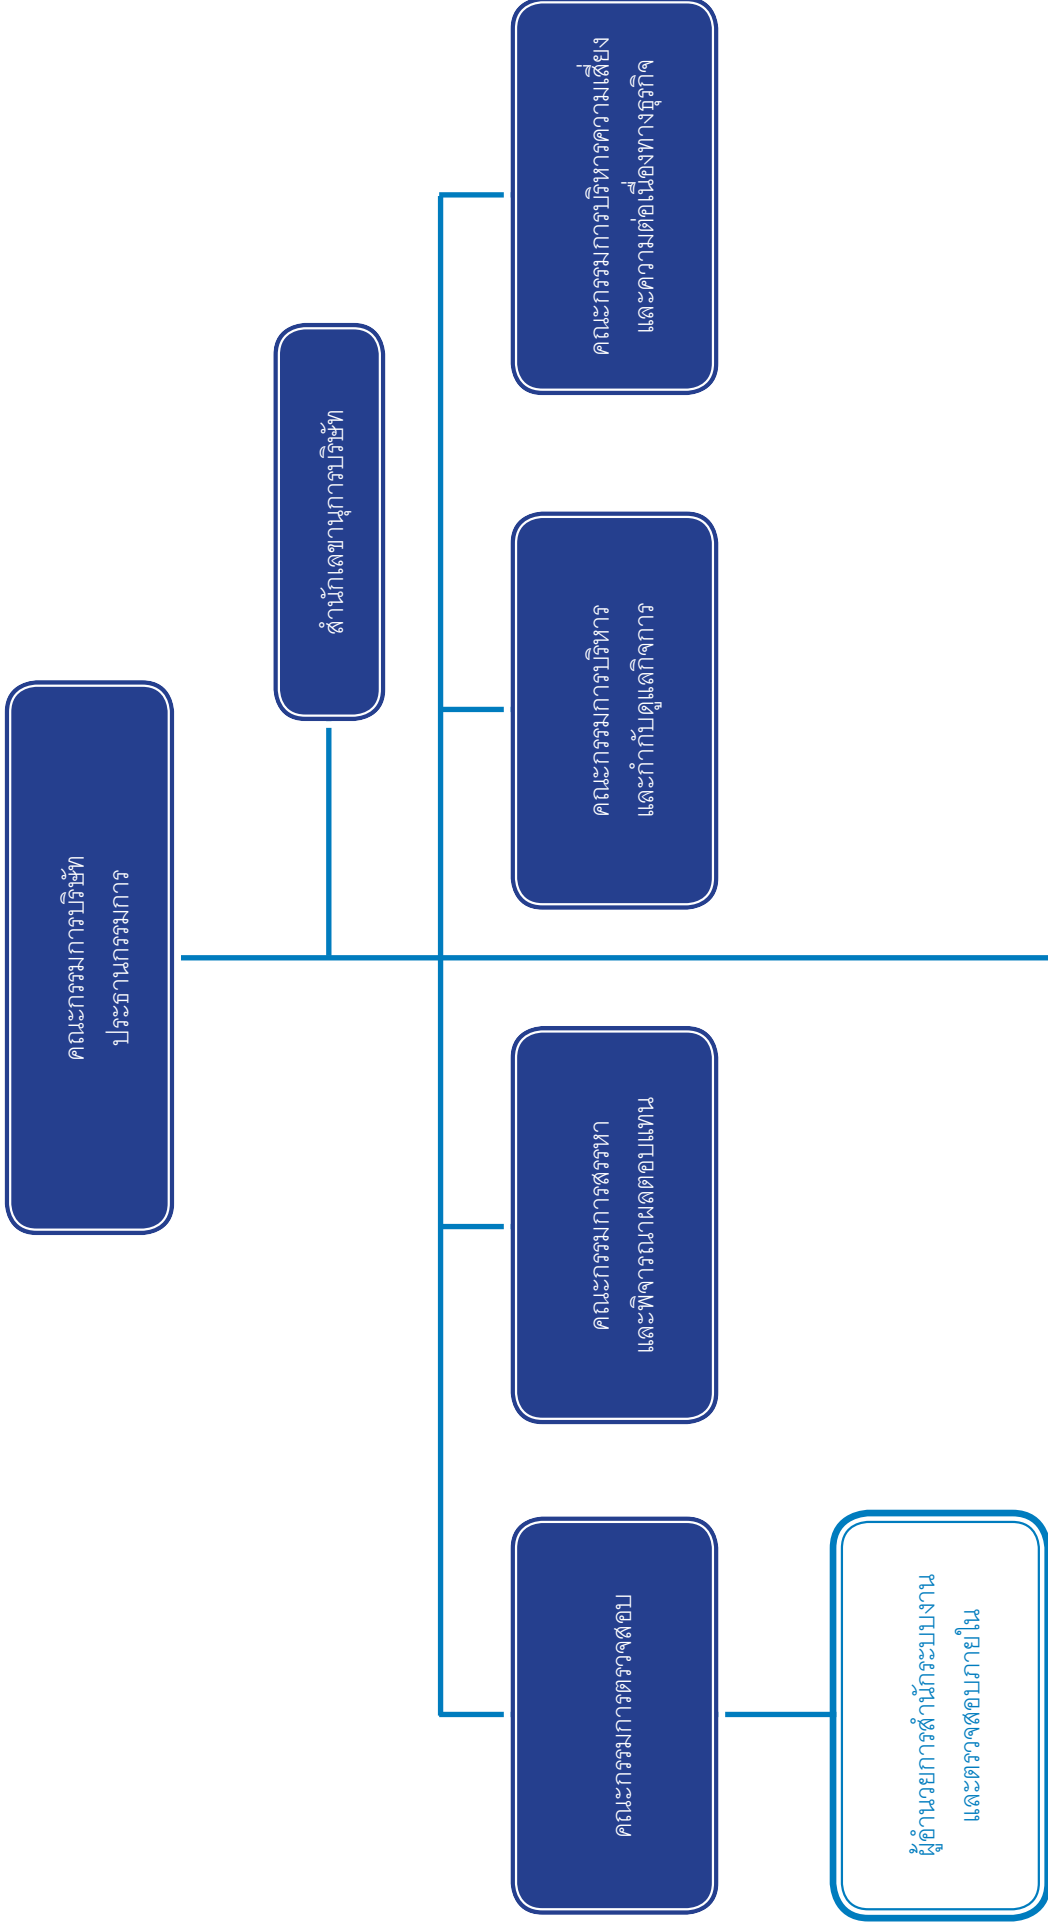 คณะกรรมการบริษัท
ประธานกรรมการ
สำนักเลขานุการบริษัท
คณะกรรมการตรวจสอบ
คณะกรรมการสรรหา
และพิจารณาผลตอบแทน
คณะกรรมการบริหาร
และกำกับดูแลกิจการ
คณะกรรมการบริหารความเสี่ยง
และความต่อเนื่องทางธุรกิจ
ผู้อำนวยการสำนักระบบงาน
และตรวจสอบภายใน